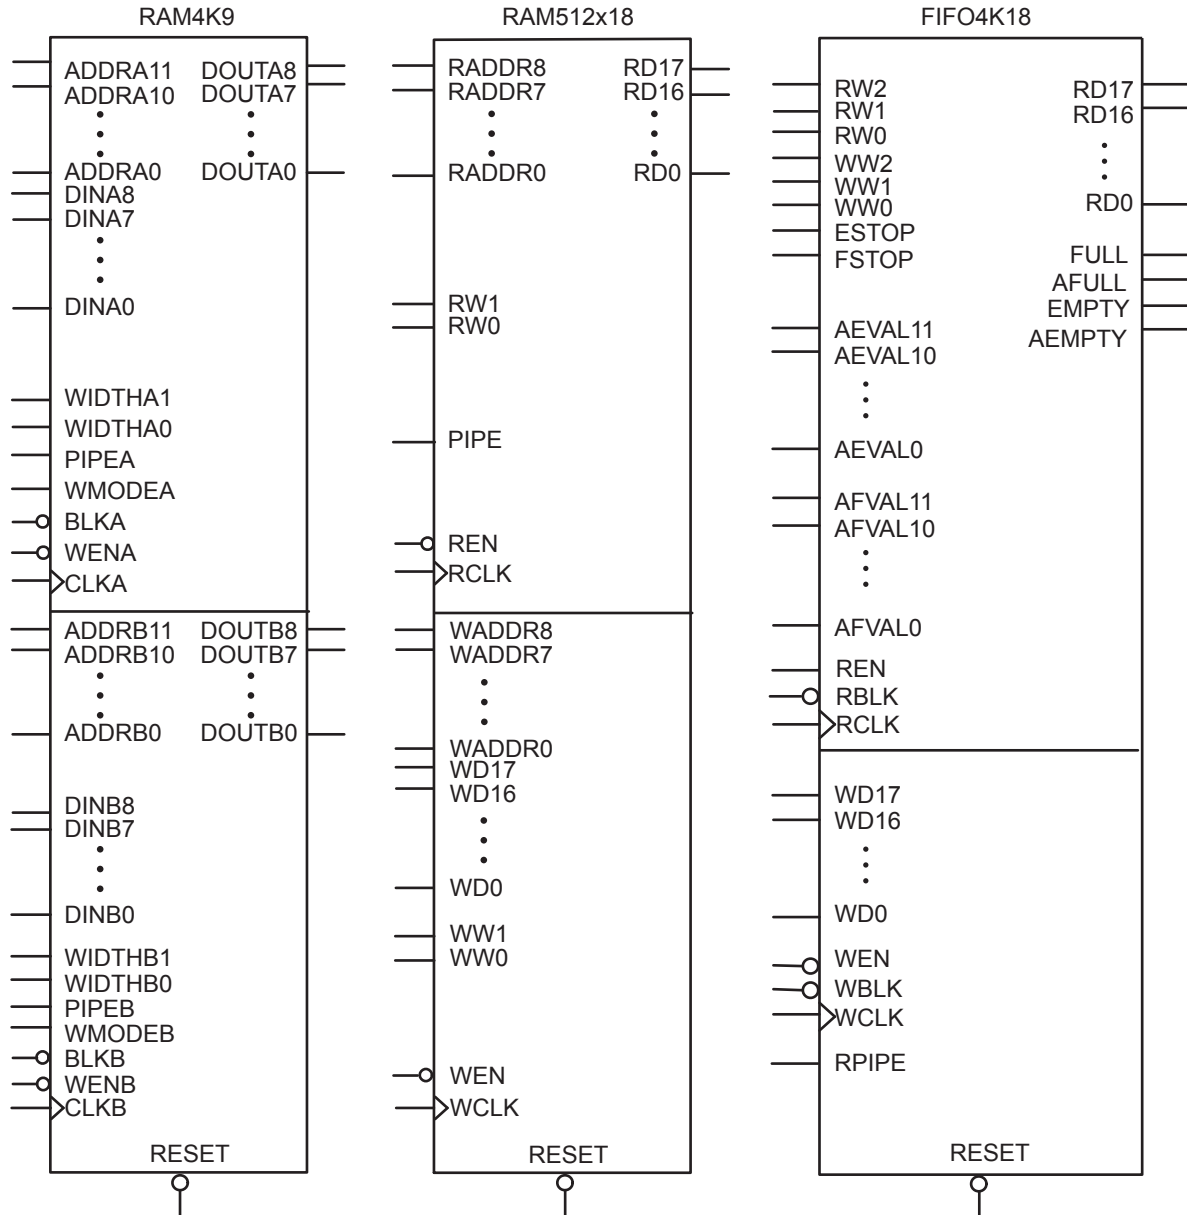 RAM4K9
ADDRA11 DOUTA8
ADDRA10 DOUTA7
ADDRA0 DOUTA0
DINA8
DINA7
DINA0
WIDTHA1
WIDTHA0
PIPEA
WMODEA
BLKA
WENA
CLKA
ADDRB11 DOUTB8
ADDRB10 DOUTB7
ADDRB0 DOUTB0
DINB8
DINB7
DINB0
WIDTHB1
WIDTHB0
PIPEB
WMODEB
BLKB
WENB
CLKB
RESET
RAM512x18
RADDR8 RD17
RADDR7 RD16
RADDR0 RD0
RW1
RW0
PIPE
REN
RCLK
WADDR8
WADDR7
WADDR0
WD17
WD16
WD0
WW1
WW0
WEN
WCLK
RESET
FIFO4K18
RW2 RD17
RW1 RD16
RW0
WW2
WW1
WW0 RD0
ESTOP
FSTOP FULL
AFULL
EMPTY
AEVAL11 AEMPTY
AEVAL10
AEVAL0
AFVAL11
AFVAL10
AFVAL0
REN
RBLK
RCLK
WD17
WD16
WD0
WEN
WBLK
WCLK
RPIPE
RESET